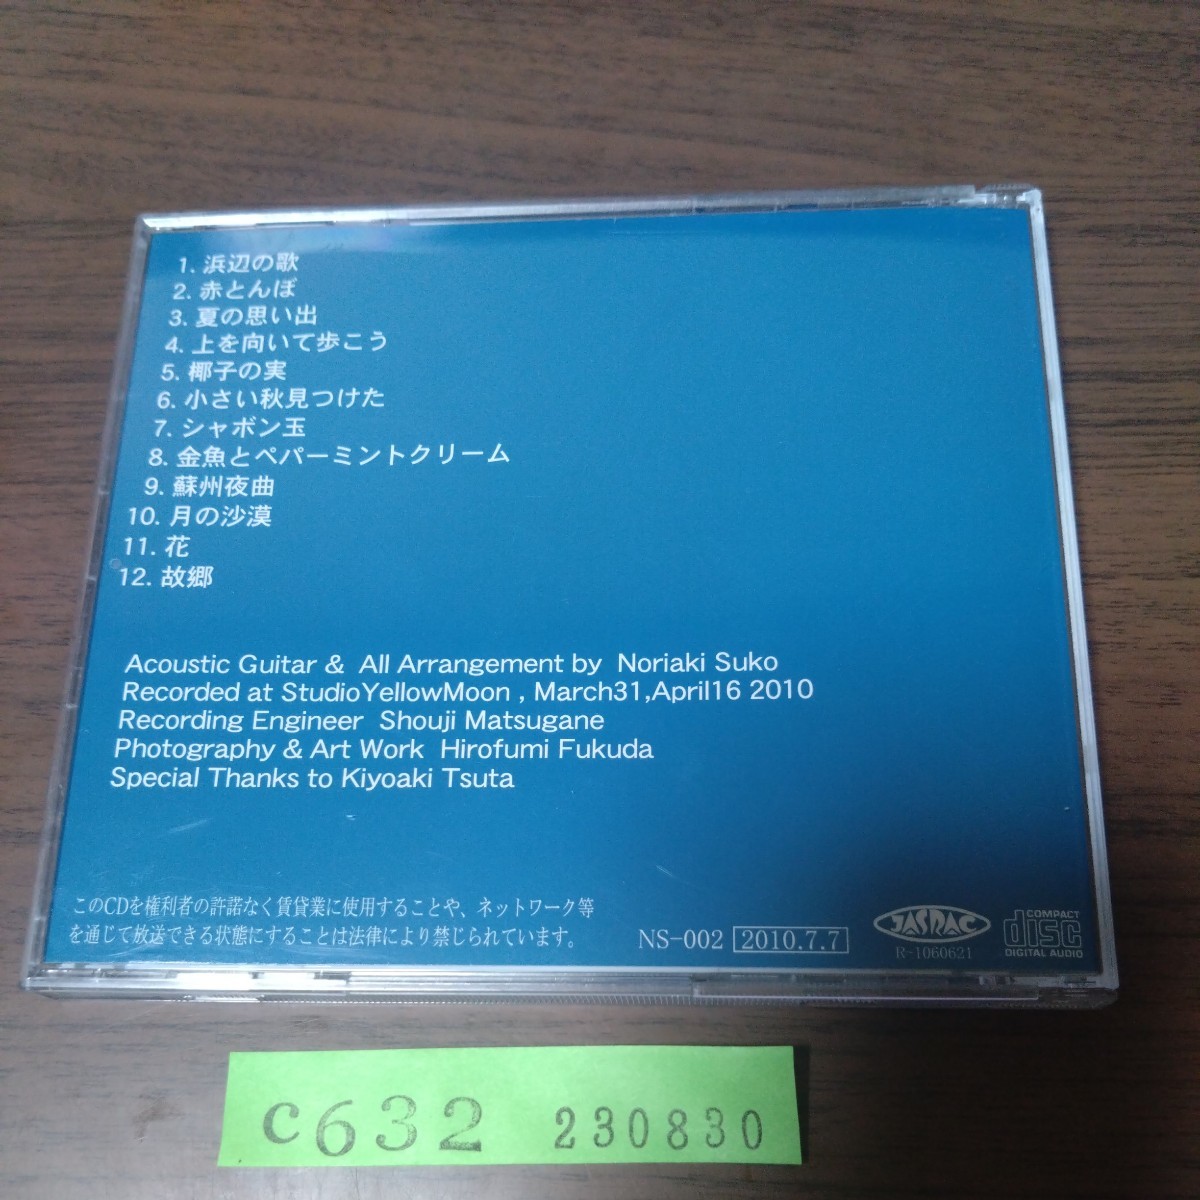 1. 浜辺の歌
2. 赤とんぼ
3. 夏の思い出
4. 上を向いて歩こう
5. 椰子の実
6. 小さい秋見つけた
7. シャボン玉
8. 金魚とペパーミントクリーム
9. 蘇州夜曲
10. 月の沙漠
11. 花
12. 故郷
Acoustic Guitar & All Arrangement by Noriaki Suko
Recorded at StudioYellowMoon , March31,April16 2010
Recording Engineer Shouji Matsugane
Photography & Art Work Hirofumi Fukuda
Special Thanks to Kiyoaki Tsuta
このCDを権利者の許諾なく賃貸業に使用することや、ネットワーク等
を通じて放送できる状態にすることは法律により禁じられています。
NS-002 2010.7.7
JASRAC
R-1060621
COMPACT
disc
DIGITAL AUDIO
C632 230830